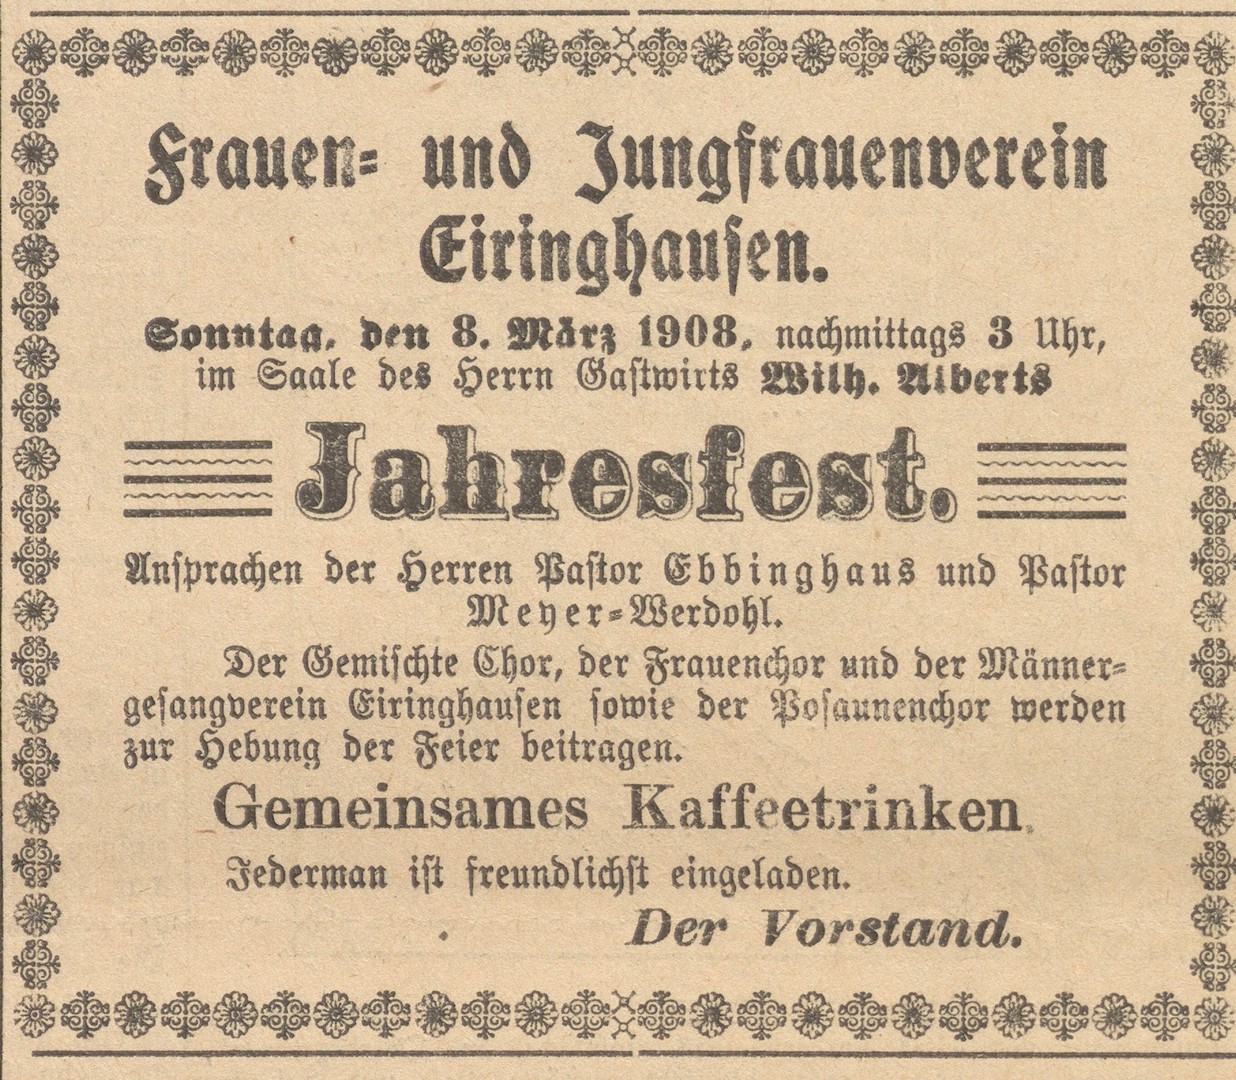 Frauen- und Jungfrauenverein
Eiringhausen.
Sonntag, den 8. März 1908, nachmittags 3 Uhr,
im Saale des Herrn Gastwirts Wilh. Alberts
Jahresfest.
Ansprachen der Herren Pastor Ebbinghaus und Pastor
Meyer-Werdohl.
Der Gemischte Chor, der Frauenchor und der Männer-
gesangverein Eiringhausen sowie der Posaunenchor werden
zur Hebung der Feier beitragen.
Gemeinsames Kaffeetrinken.
Jederman ist freundlichst eingeladen.
Der Vorstand.